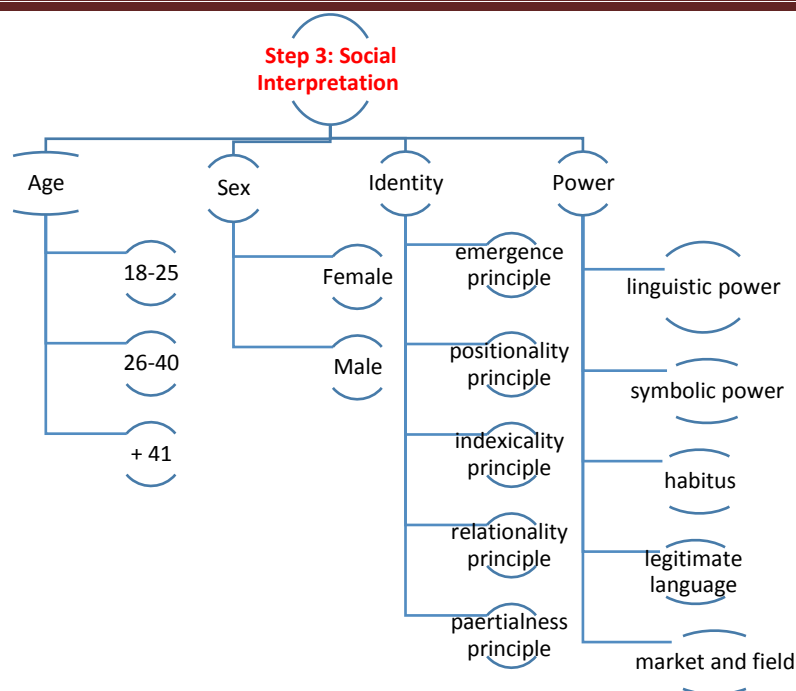 Step 3: Social
Interpretation
Age
18-25
26-40
+ 41
Sex
Female
Male
Identity
emergence
principle
positionality
principle
indexicality
principle
relationality
principle
paertialness
principle
Power
linguistic power
symbolic power
habitus
legitimate
language
market and field